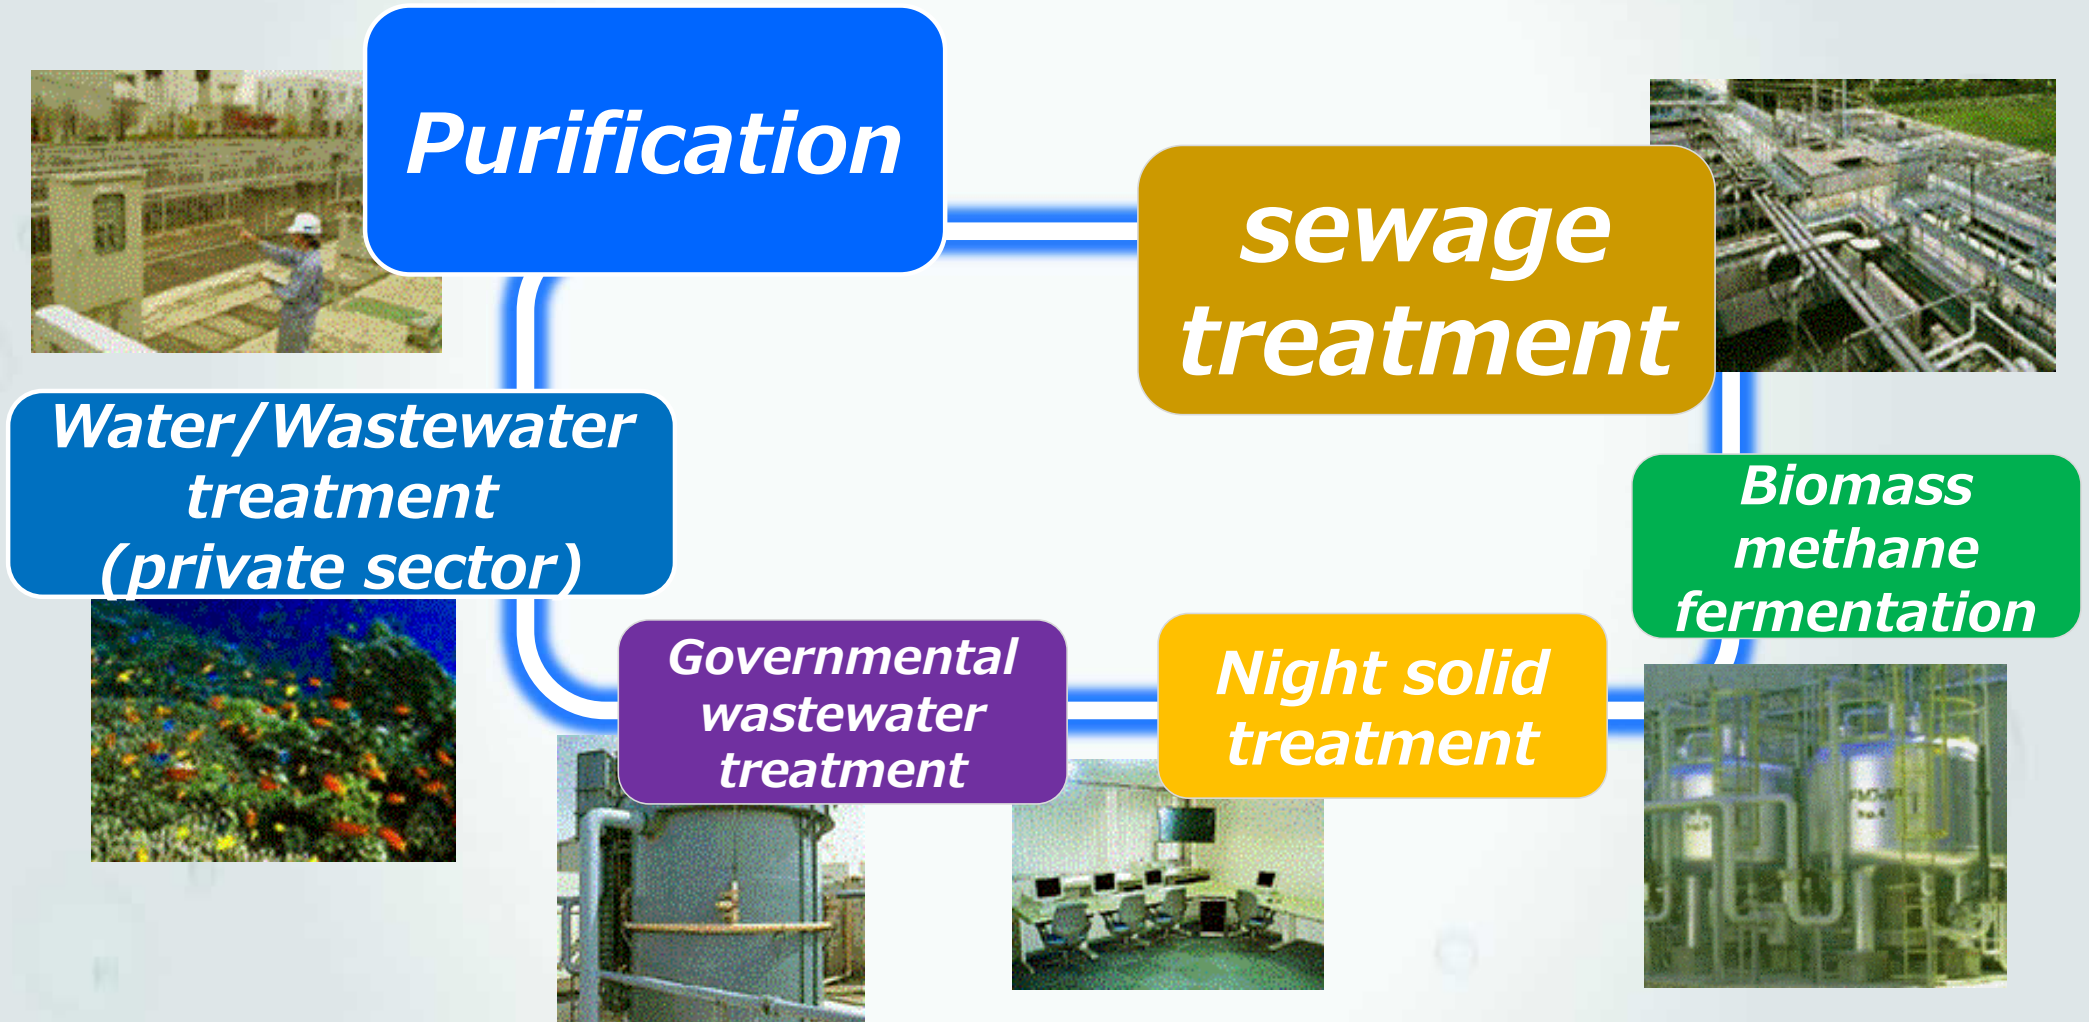 Purification
sewage
treatment
Water/Wastewater
treatment
(private sector)
Biomass
methane
fermentation
Governmental
wastewater
treatment
Night solid
treatment